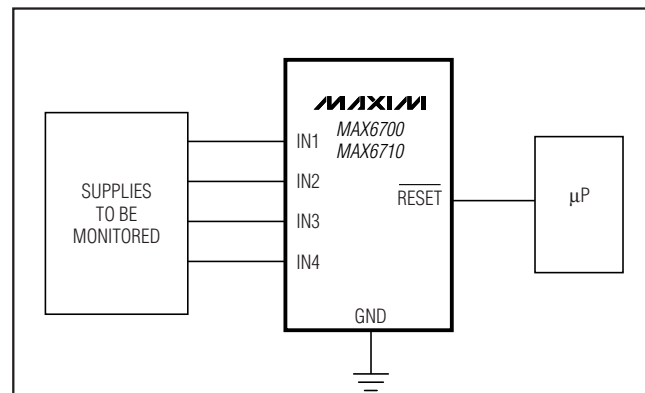 MAXIM
MAX6700
MAX6710
IN1
IN2
IN3
IN4
SUPPLIES
TO BE
MONITORED
RESET
µP
GND